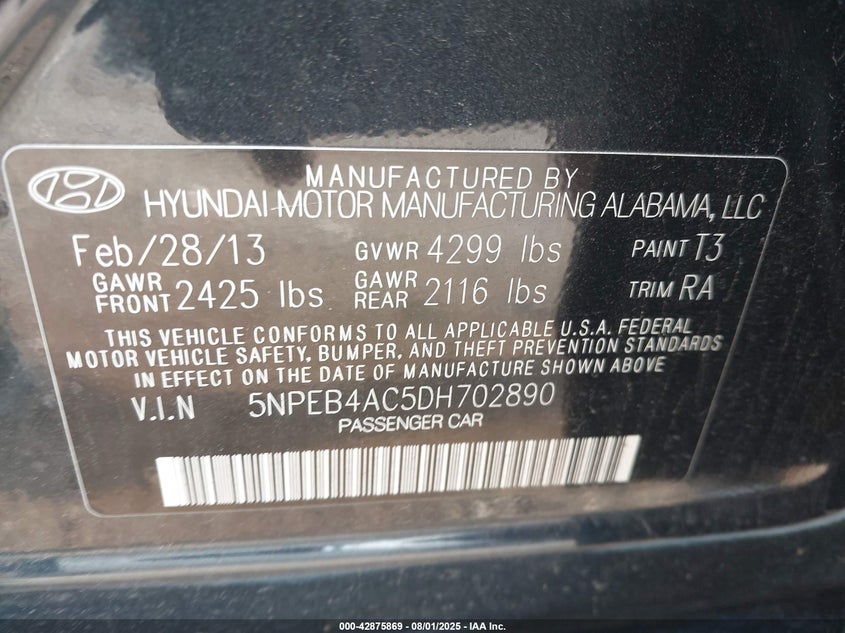 MANUFACTURED BY
HYUNDAI MOTOR MANUFACTURING ALABAMA, LLC
Feb/28/13 GVWR 4299 lbs PAINT T3
GAWR FRONT 2425 lbs GAWR REAR 2116 lbs TRIM RA
THIS VEHICLE CONFORMS TO ALL APPLICABLE U.S.A. FEDERAL
MOTOR VEHICLE SAFETY, BUMPER, AND THEFT PREVENTION STANDARDS
IN EFFECT ON THE DATE OF MANUFACTURE SHOWN ABOVE
V.I.N 5NPEB4AC5DH702890
PASSENGER CAR
000-42875869 - 08/01/2025 - IAA Inc.